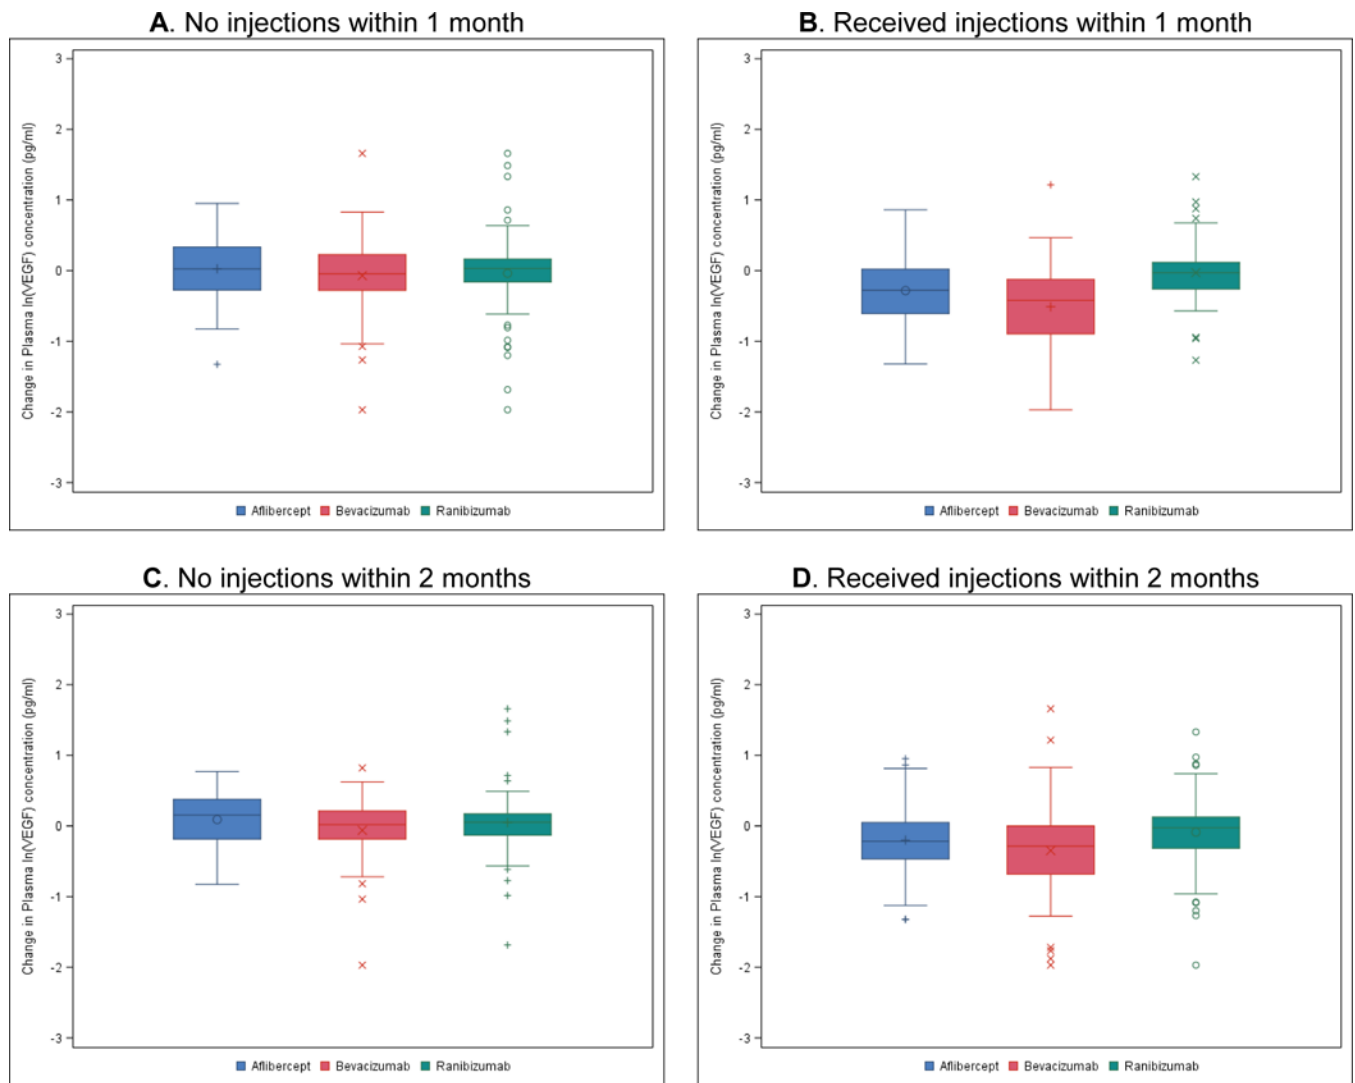 A. No injections within 1 month
Change in Plasma ln(VEGF) concentration (pg/ml)
3
2
1
0
-1
-2
-3
Aflibercept Bevacizumab Ranibizumab
B. Received injections within 1 month
Change in Plasma ln(VEGF) concentration (pg/ml)
3
2
1
0
-1
-2
-3
Aflibercept Bevacizumab Ranibizumab
C. No injections within 2 months
Change in Plasma ln(VEGF) concentration (pg/ml)
3
2
1
0
-1
-2
-3
Aflibercept Bevacizumab Ranibizumab
D. Received injections within 2 months
Change in Plasma ln(VEGF) concentration (pg/ml)
3
2
1
0
-1
-2
-3
Aflibercept Bevacizumab Ranibizumab